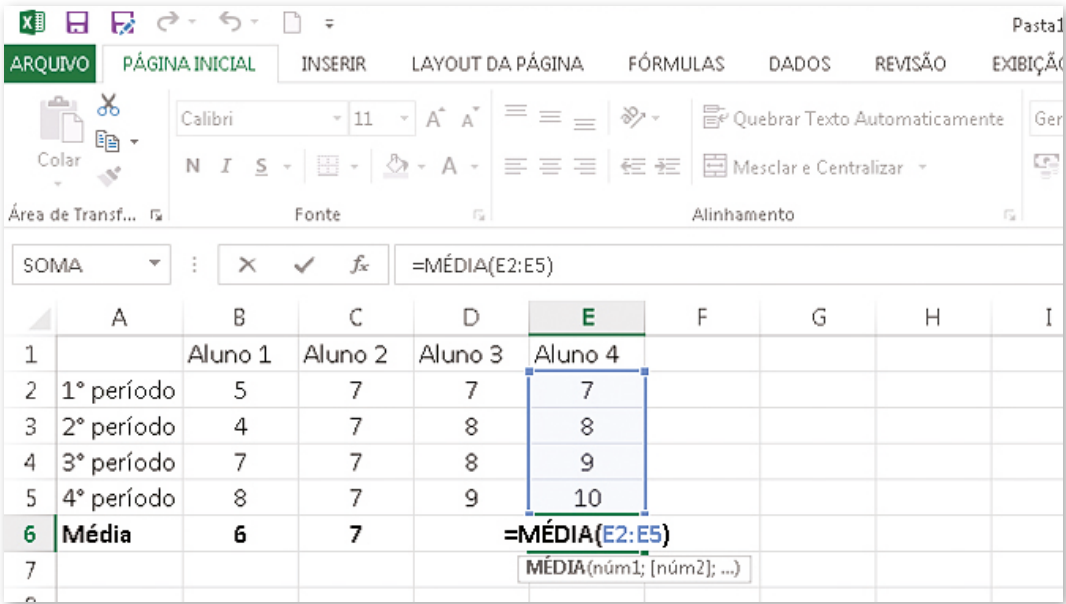 Pasta1
ARQUIVO PÁGINA INICIAL INSERIR LAYOUT DA PÁGINA FÓRMULAS DADOS REVISÃO EXIBIÇÃO
Calibri 11 A A Quebrar Texto Automaticamente Ger
Colar N I S A Mesclar e Centralizar
Área de Transf... Fonte Alinhamento
SOMA fx =MÉDIA(E2:E5)
A B C D E F G H I
1 Aluno 1 Aluno 2 Aluno 3 Aluno 4
2 1° período 5 7 7 7
3 2° período 4 7 8 8
4 3° período 7 7 8 9
5 4° período 8 7 9 10
6 Média 6 7 =MÉDIA(E2:E5)
7 MÉDIA(núm1; [núm2]; ...)